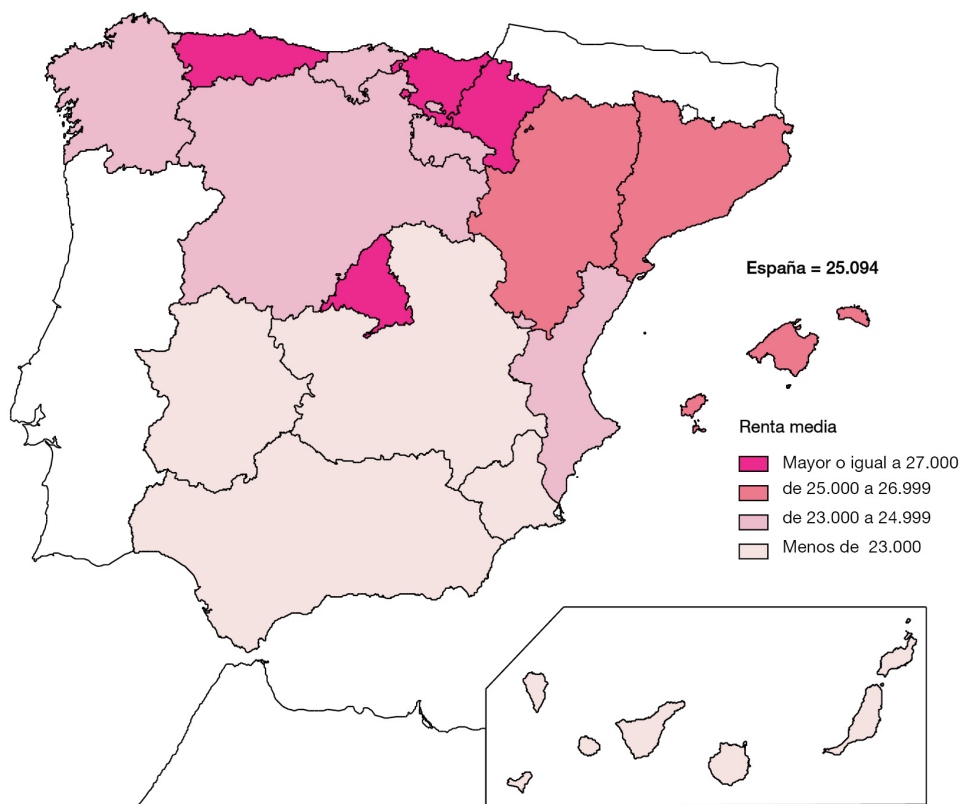 España = 25.094
Renta media
Mayor o igual a 27.000
de 25.000 a 26.999
de 23.000 a 24.999
Menos de 23.000